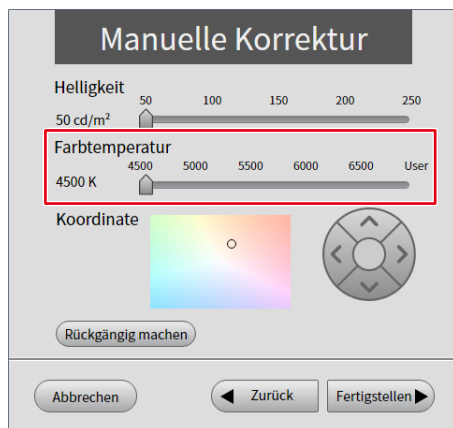 Manuelle Korrektur
Helligkeit
50 100 150 200 250
50 cd/m²
Farbtemperatur
4500 5000 5500 6000 6500 User
4500 K
Koordinate
Rückgängig machen
Abbrechen Zurück Fertigstellen